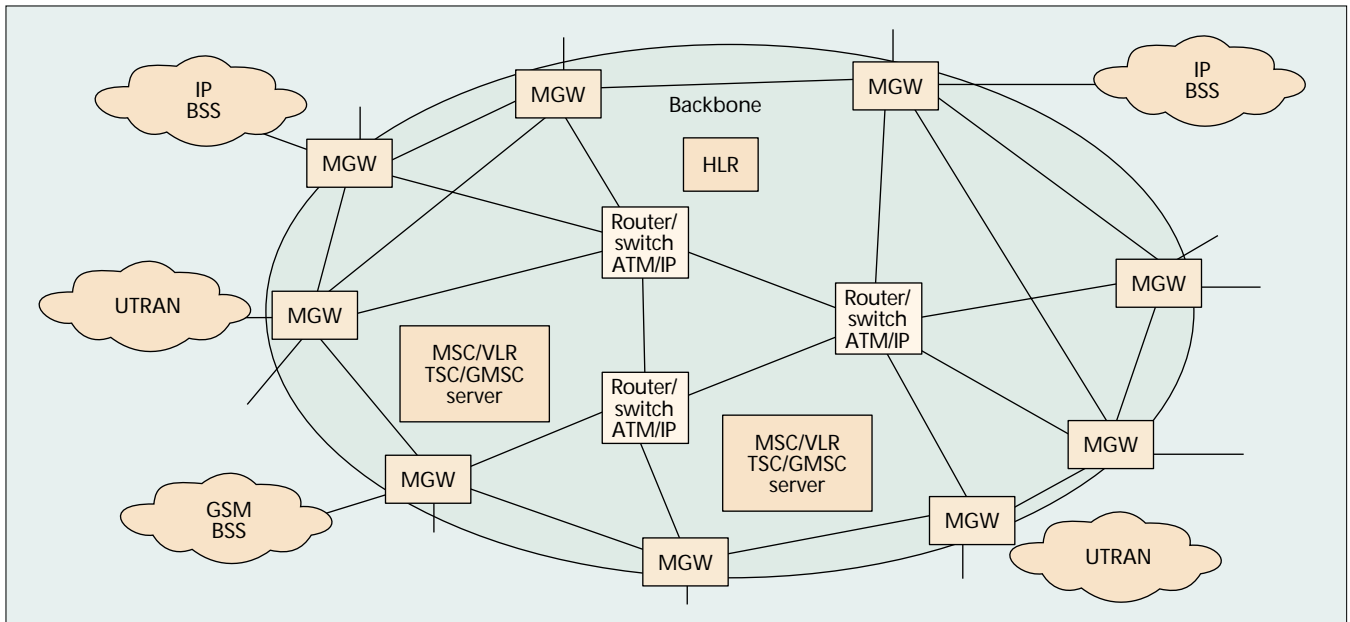 IP
BSS
MGW
MGW
IP
BSS
Backbone
MGW
HLR
Router/
switch
ATM/IP
MGW
UTRAN
MGW
Router/
switch
ATM/IP
MSC/VLR
TSC/GMSC
server
Router/
switch
ATM/IP
MSC/VLR
TSC/GMSC
server
MGW
MGW
GSM
BSS
MGW
MGW
UTRAN